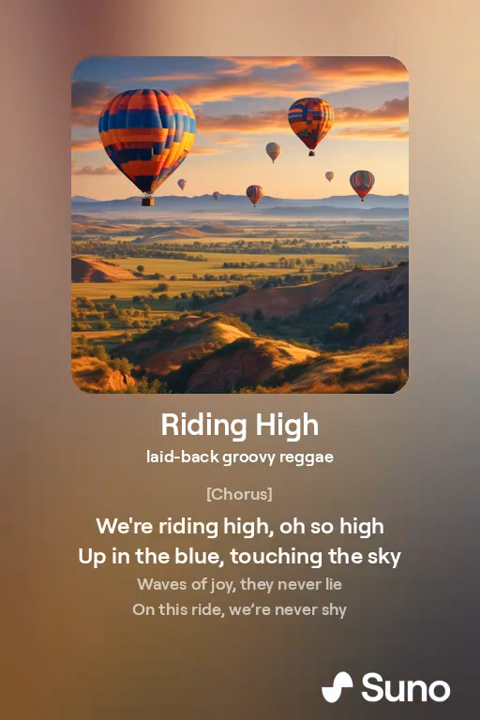 Riding High
laid-back groovy reggae
[Chorus]
We're riding high, oh so high
Up in the blue, touching the sky
Waves of joy, they never lie
On this ride, we’re never shy
Suno